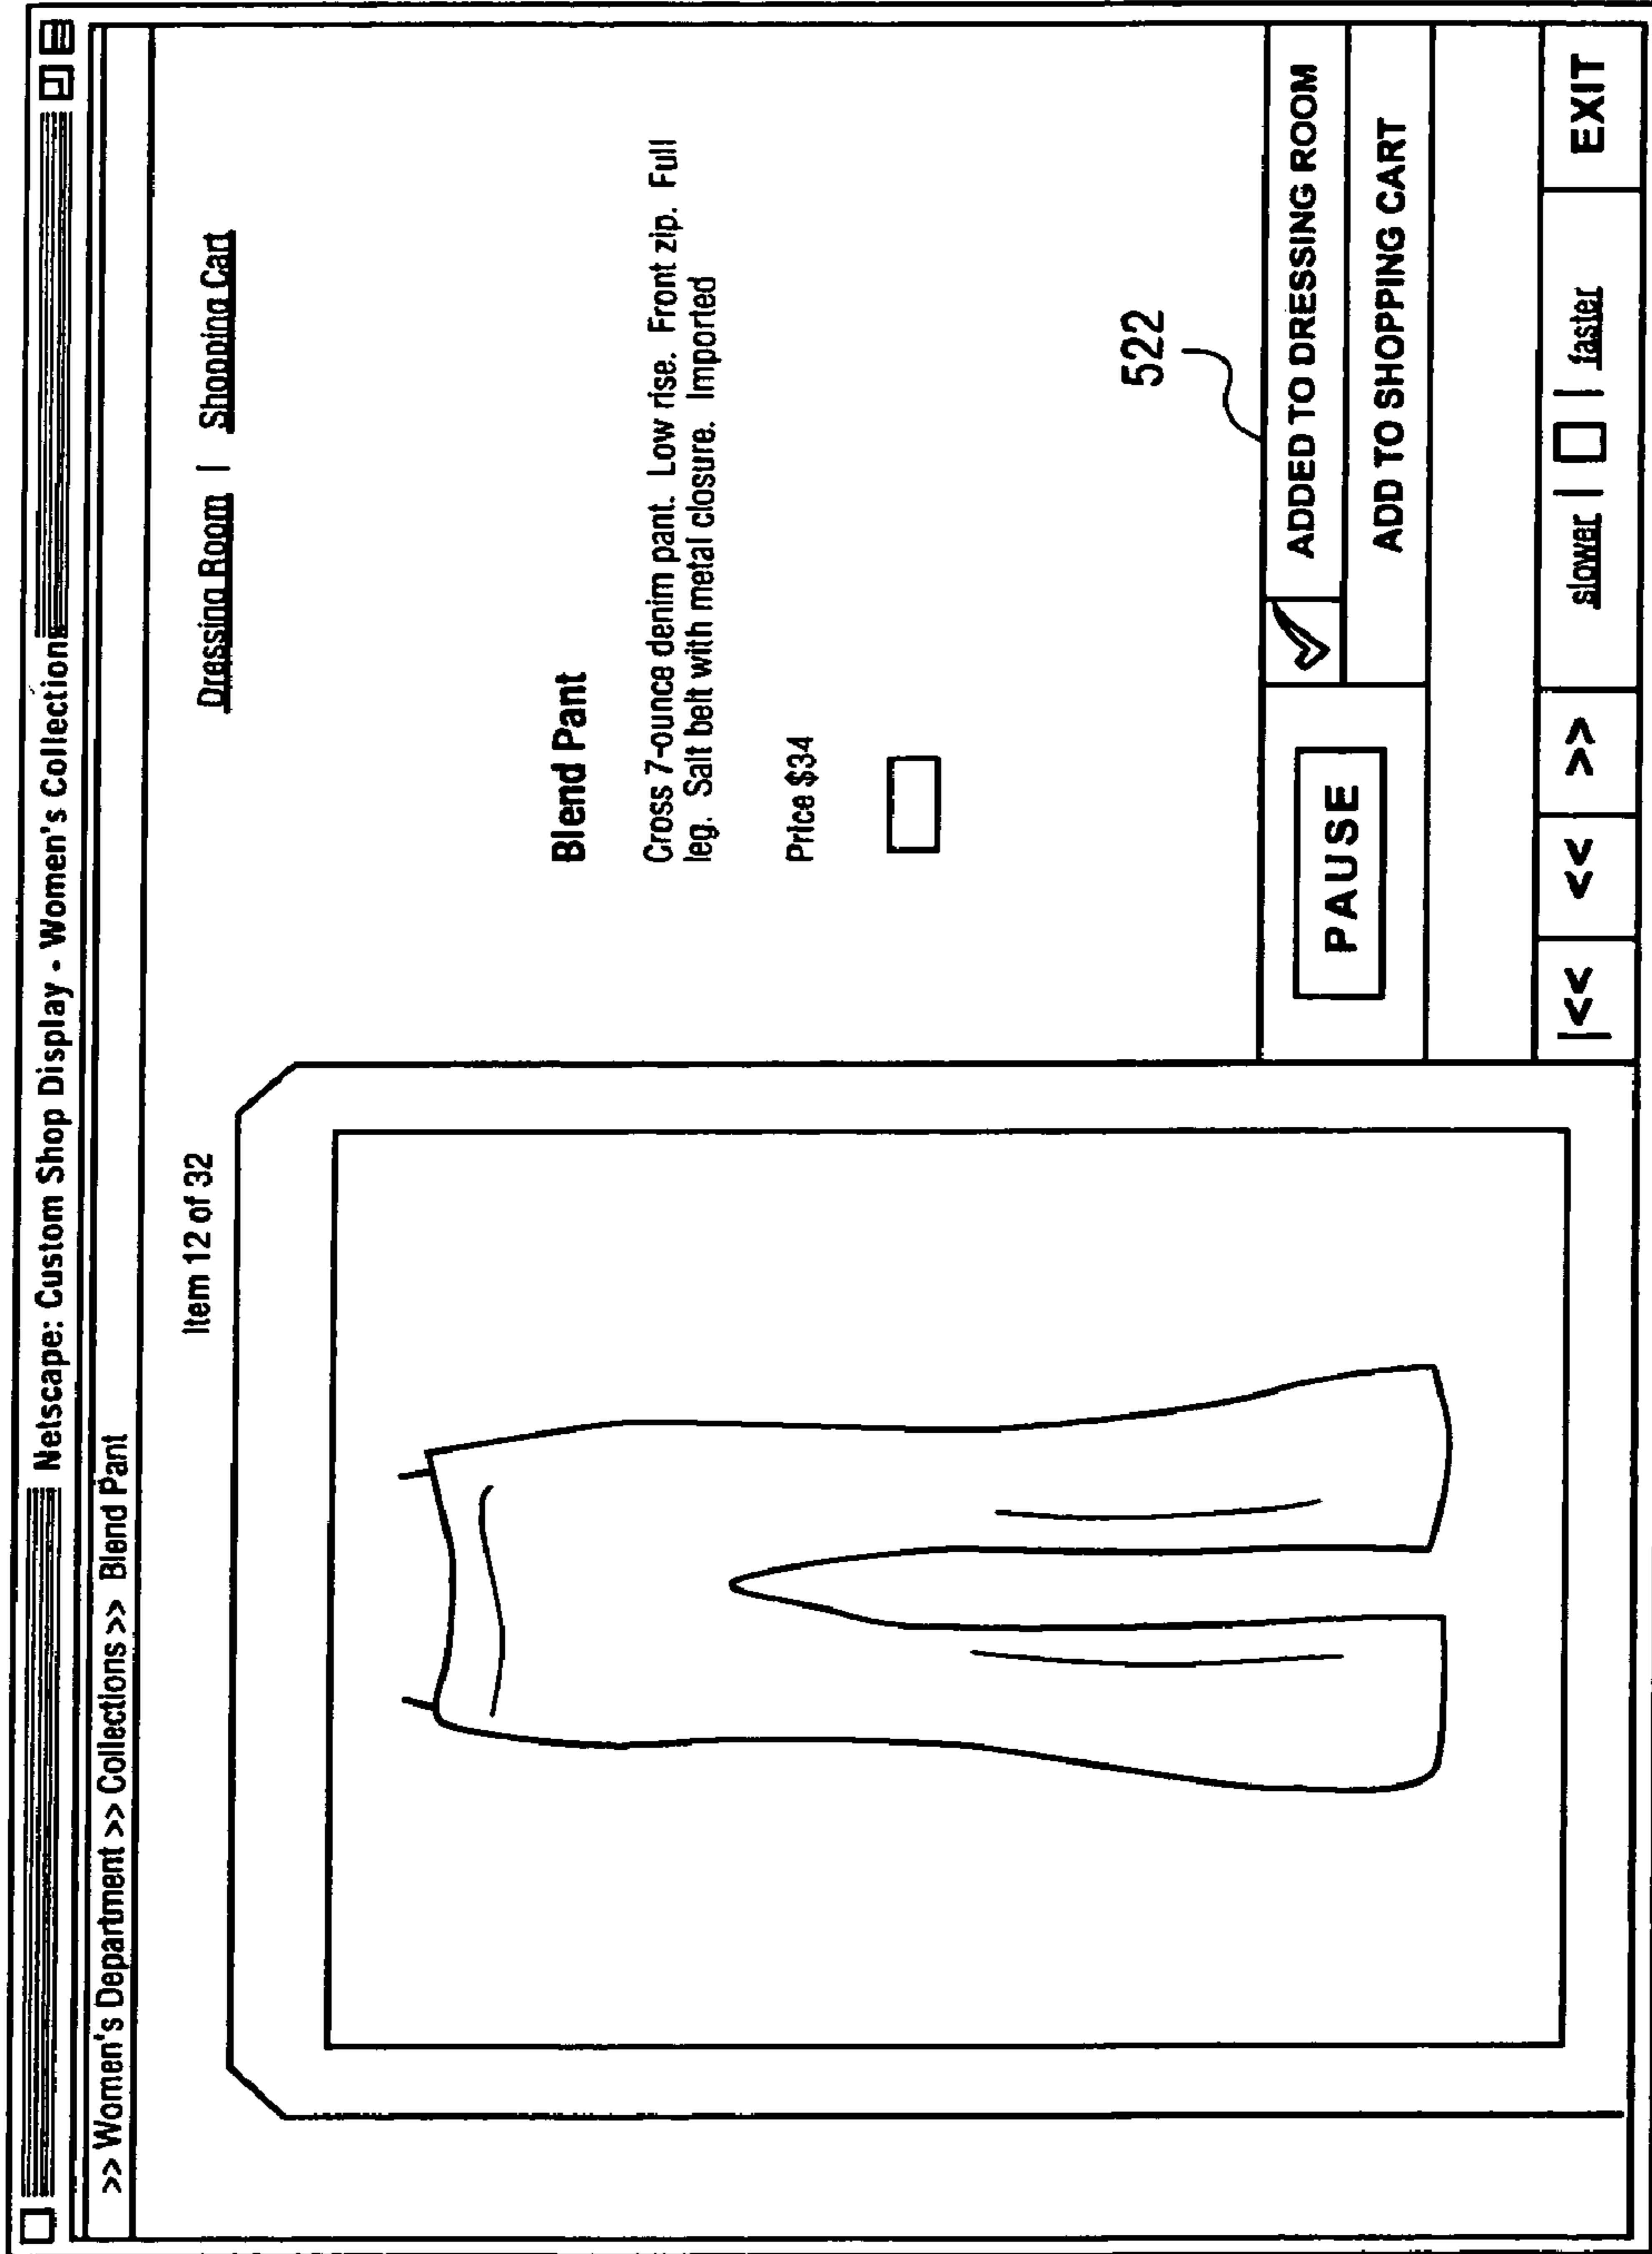 Netscape: Custom Shop Display - Women's Collections
>> Women's Department >> Collections >> Blend Pant
Item 12 of 32
Dressing Room | Shopping Cart
Blend Pant
Cross 7-ounce denim pant. Low rise. Front zip. Full
leg. Salt belt with metal closure. Imported
Price $34
522
PAUSE
ADDED TO DRESSING ROOM
ADD TO SHOPPING CART
|<< << >> slower | | faster EXIT